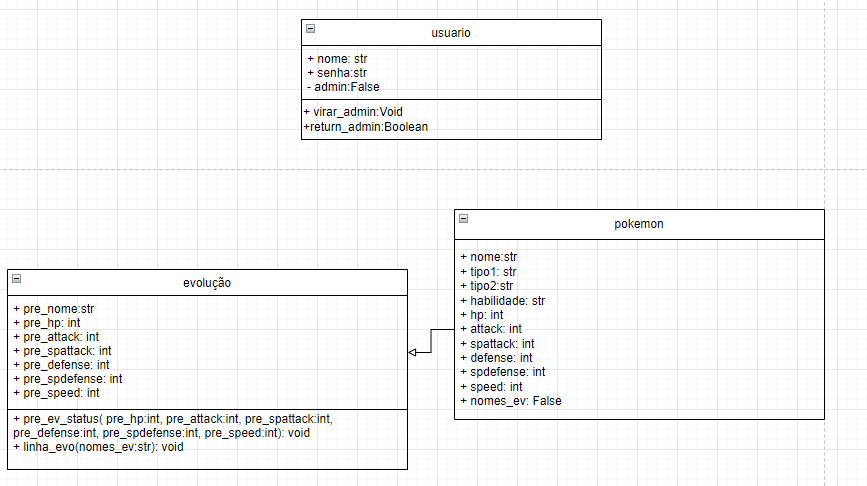 usuario
+ nome: str
+ senha:str
- admin:False
+ virar_admin:Void
+return_admin:Boolean
pokemon
+ nome:str
+ tipo1: str
+ tipo2:str
+ habilidade: str
+ hp: int
+ attack: int
+ spattack: int
+ defense: int
+ spdefense: int
+ speed: int
+ nomes_ev: False
evolução
+ pre_nome:str
+ pre_hp: int
+ pre_attack: int
+ pre_spattack: int
+ pre_defense: int
+ pre_spdefense: int
+ pre_speed: int
+ pre_ev_status( pre_hp:int, pre_attack:int, pre_spattack:int,
pre_defense:int, pre_spdefense:int, pre_speed:int): void
+ linha_evo(nomes_ev:str): void